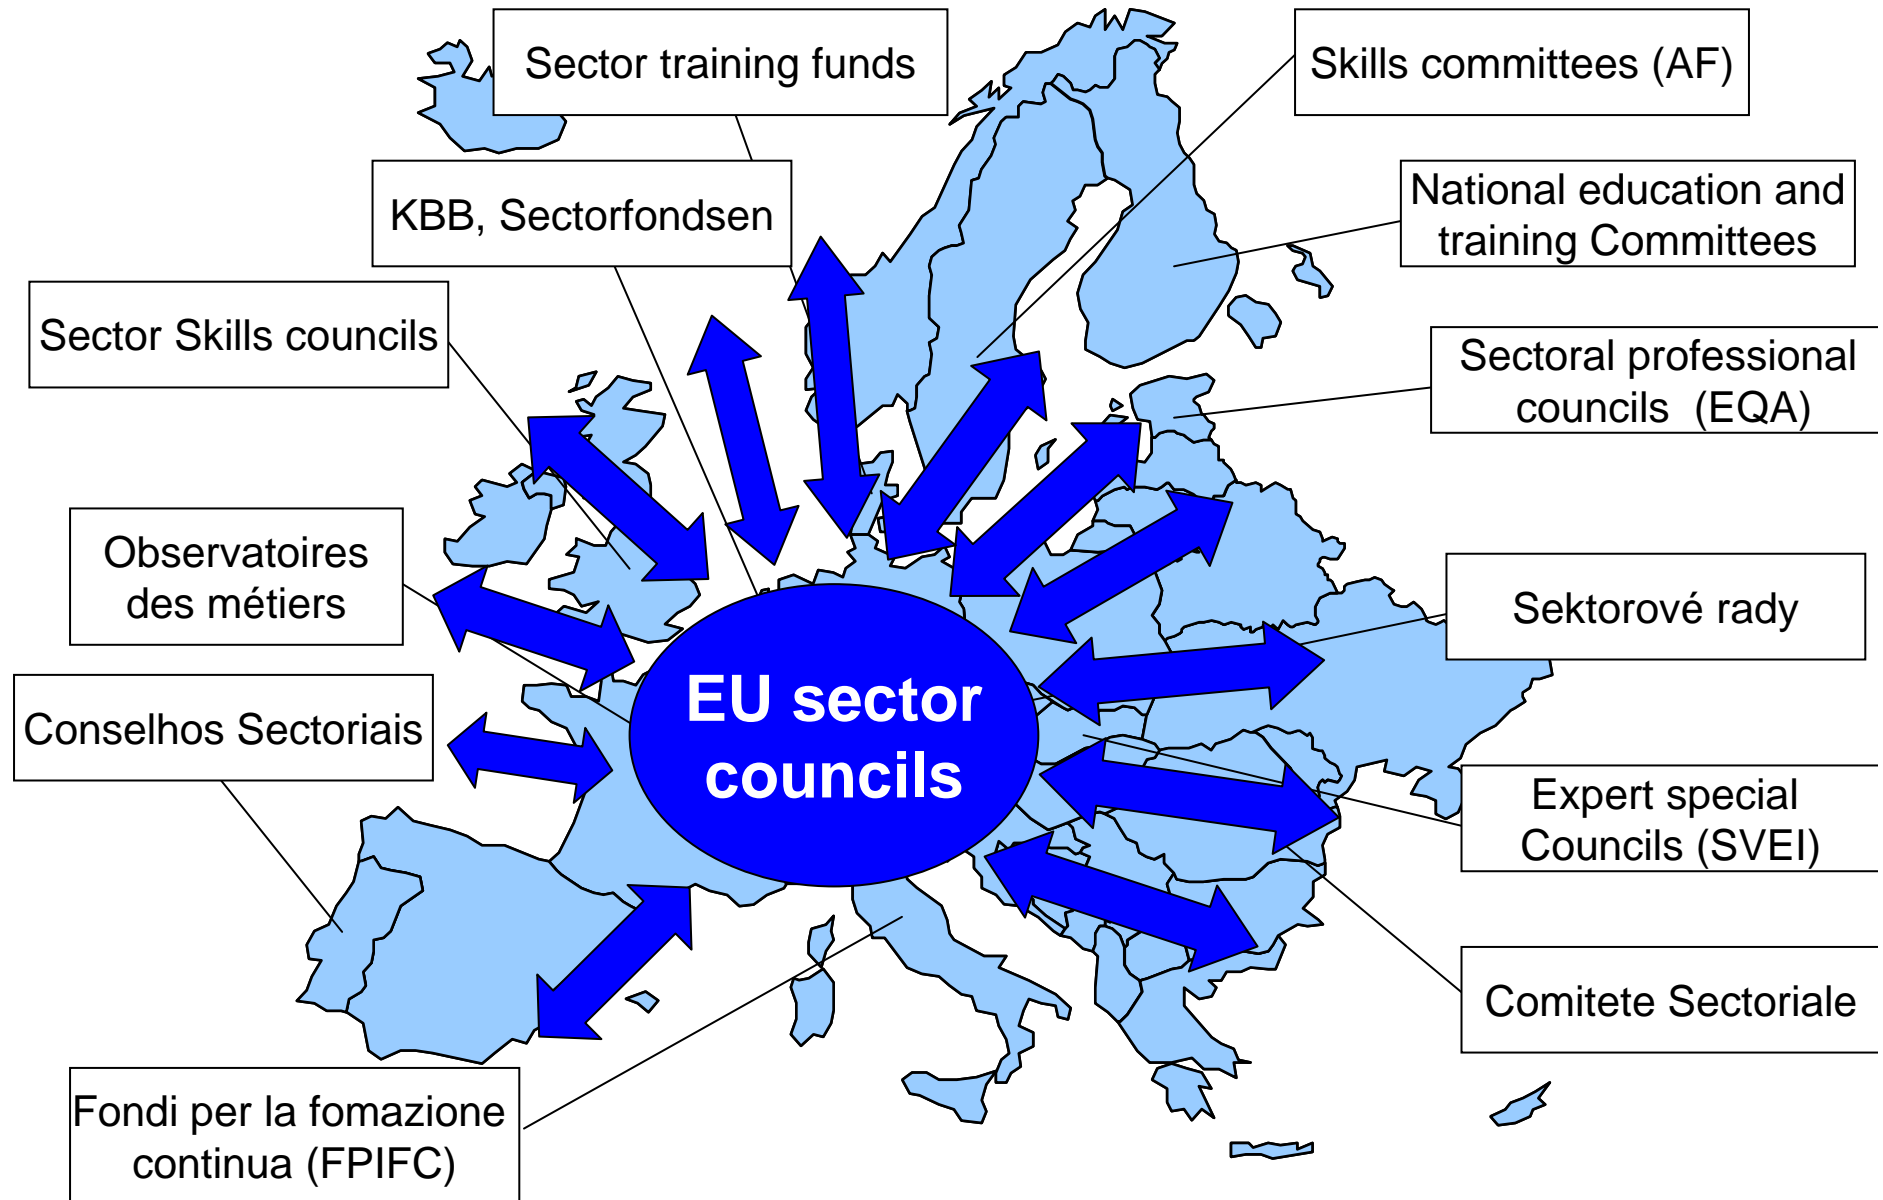 Sector training funds
Skills committees (AF)
KBB, Sectorfondsen
National education and
training Committees
Sector Skills councils
Sectoral professional
councils (EQA)
Observatoires
des métiers
Sektorové rady
Conselhos Sectoriais
EU sector
councils
Expert special
Councils (SVEI)
Comitete Sectoriale
Fondi per la fomazione
continua (FPIFC)